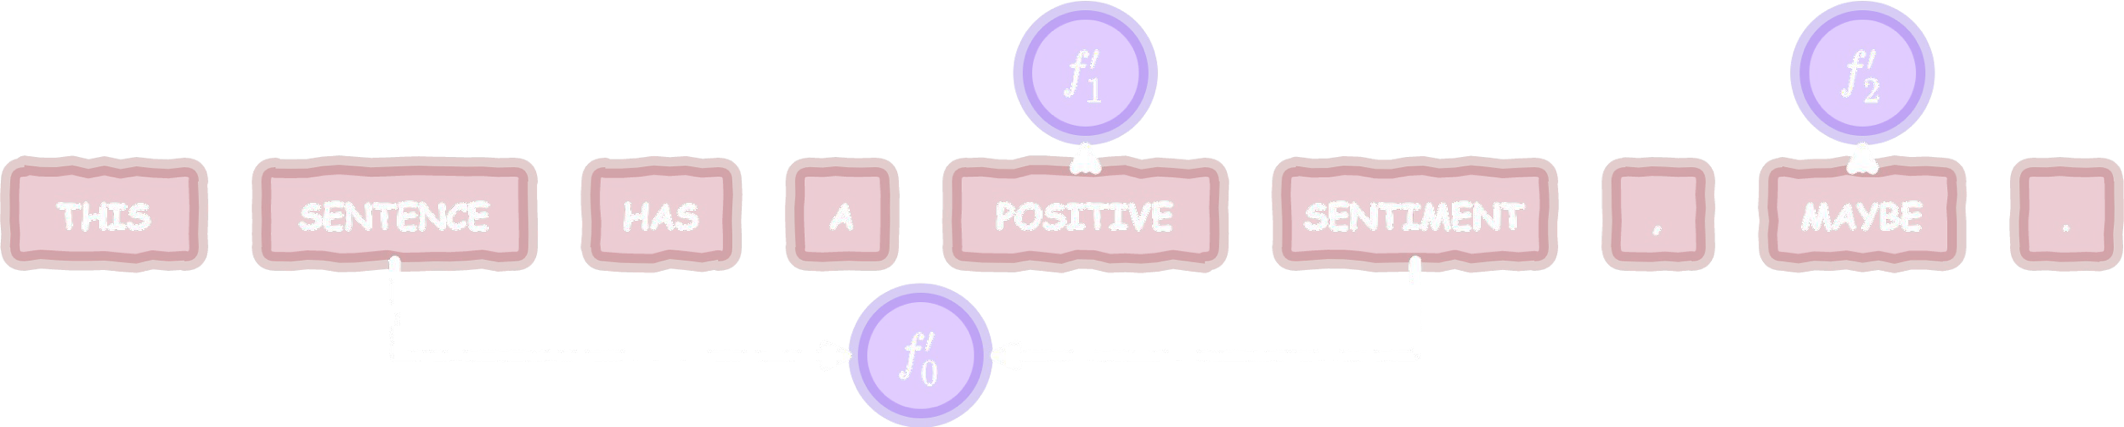 f′₁ f′₂
THIS SENTENCE HAS A POSITIVE SENTIMENT , MAYBE .
f′₀